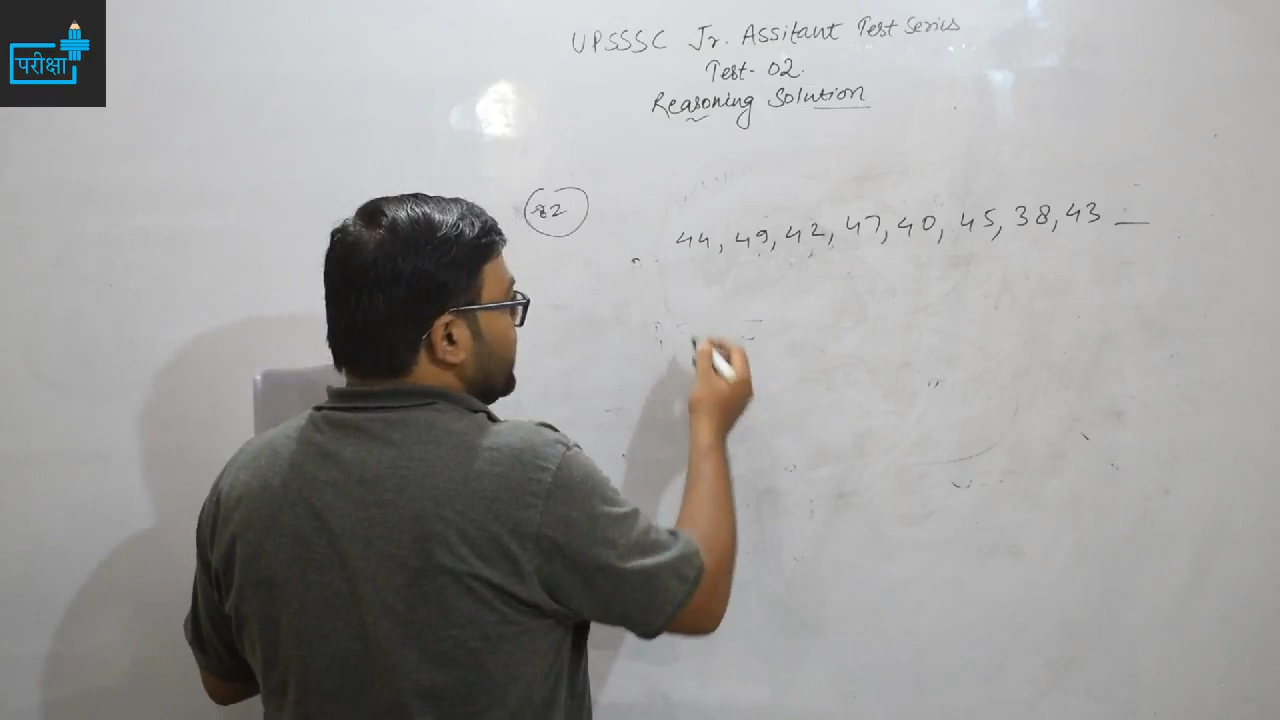 परीक्षा
UPSSSC Jr. Assitant Test Series
Test-02.
Reasoning Solution
82
44, 49, 42, 47, 40, 45, 38, 43 __